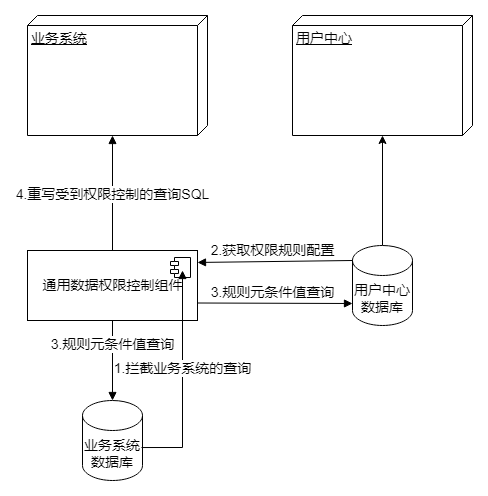 业务系统
用户中心
4.重写受到权限控制的查询SQL
2.获取权限规则配置
通用数据权限控制组件
3.规则元条件值查询
用户中心
数据库
3.规则元条件值查询
1.拦截业务系统的查询
业务系统
数据库